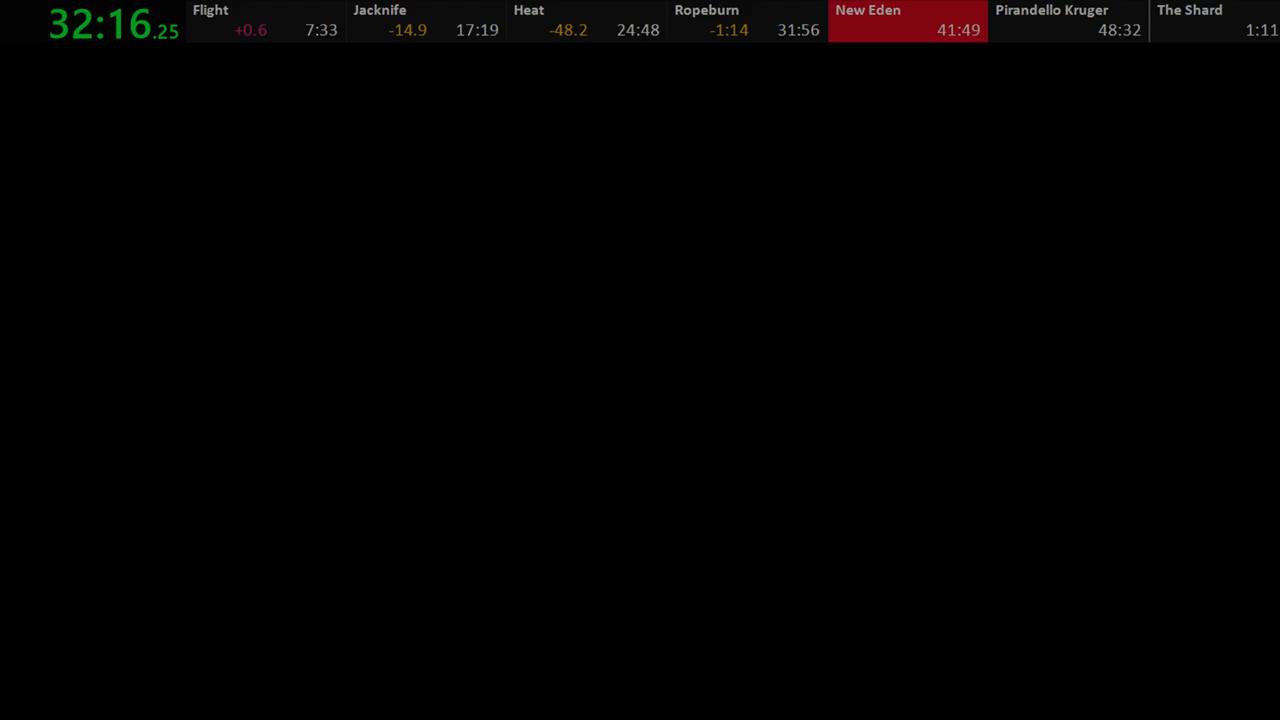 32:16.25
Flight
+0.6 7:33
Jacknife
-14.9 17:19
Heat
-48.2 24:48
Ropeburn
-1:14 31:56
New Eden
41:49
Pirandello Kruger
48:32
The Shard
1:11